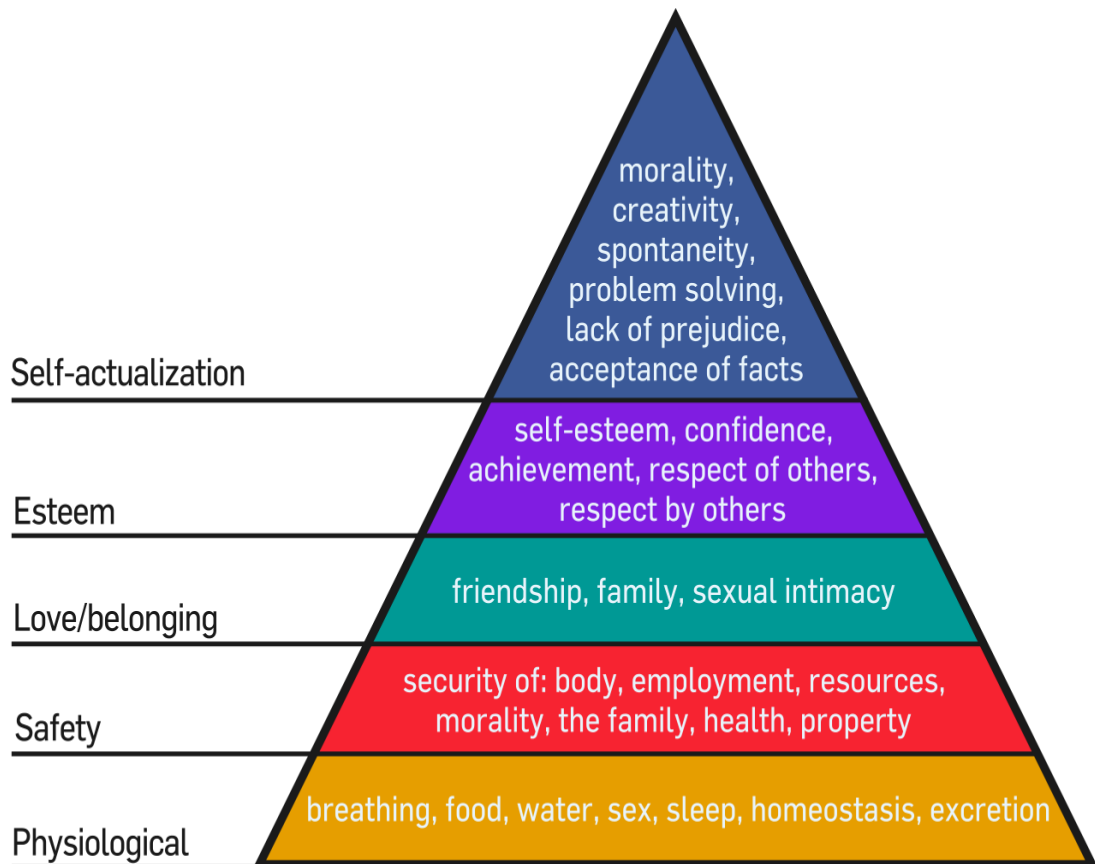 morality,
creativity,
spontaneity,
problem solving,
lack of prejudice,
acceptance of facts
Self-actualization
self-esteem, confidence,
achievement, respect of others,
respect by others
Esteem
friendship, family, sexual intimacy
Love/belonging
security of: body, employment, resources,
morality, the family, health, property
Safety
breathing, food, water, sex, sleep, homeostasis, excretion
Physiological